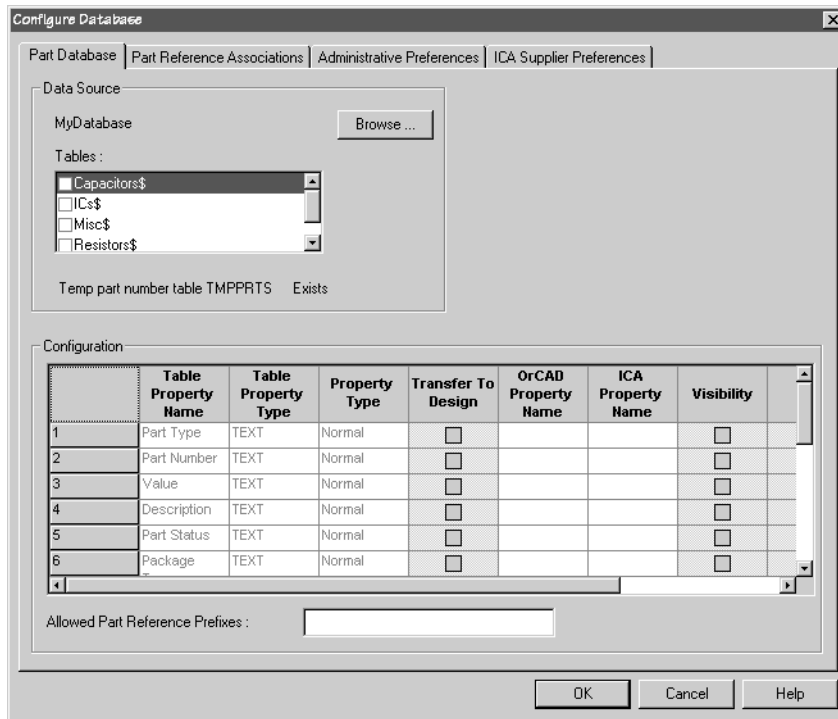 Configure Database
Part Database Part Reference Associations Administrative Preferences ICA Supplier Preferences
Data Source
MyDatabase Browse ...
Tables :
Capacitors$
ICs$
Misc$
Resistors$
Temp part number table TMPPRTS Exists
Configuration
Table Property Name Table Property Type Property Type Transfer To Design OrCAD Property Name ICA Property Name Visibility
1 Part Type TEXT Normal
2 Part Number TEXT Normal
3 Value TEXT Normal
4 Description TEXT Normal
5 Part Status TEXT Normal
6 Package TEXT Normal
Allowed Part Reference Prefixes :
OK Cancel Help